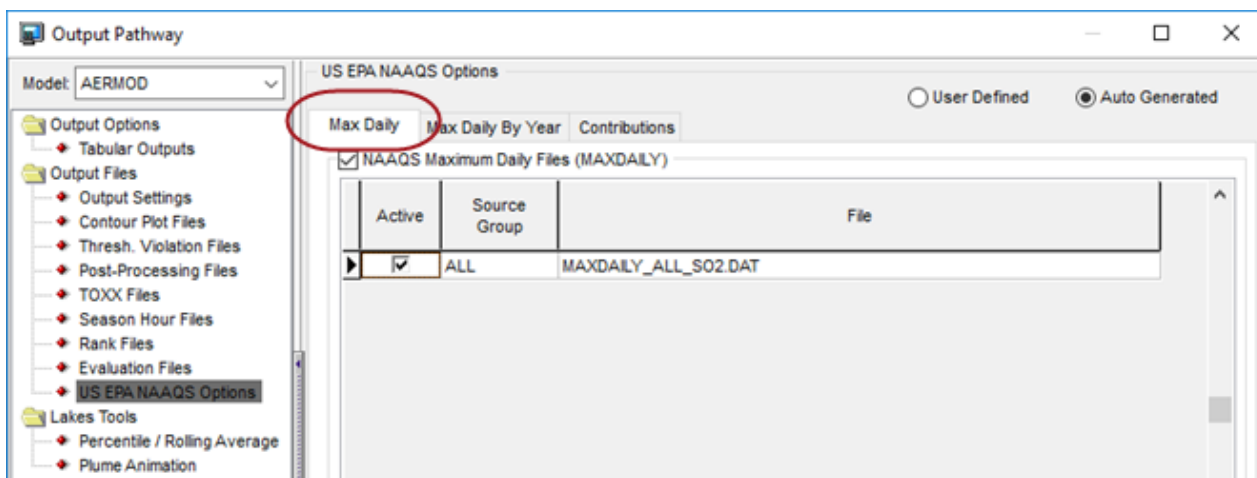 Output Pathway
Model: AERMOD
Output Options
Tabular Outputs
Output Files
Output Settings
Contour Plot Files
Thresh. Violation Files
Post-Processing Files
TOXX Files
Season Hour Files
Rank Files
Evaluation Files
US EPA NAAQS Options
Lakes Tools
Percentile / Rolling Average
Plume Animation
US EPA NAAQS Options
User Defined Auto Generated
Max Daily Max Daily By Year Contributions
NAAQS Maximum Daily Files (MAXDAILY)
Active Source Group File
ALL MAXDAILY_ALL_SO2.DAT